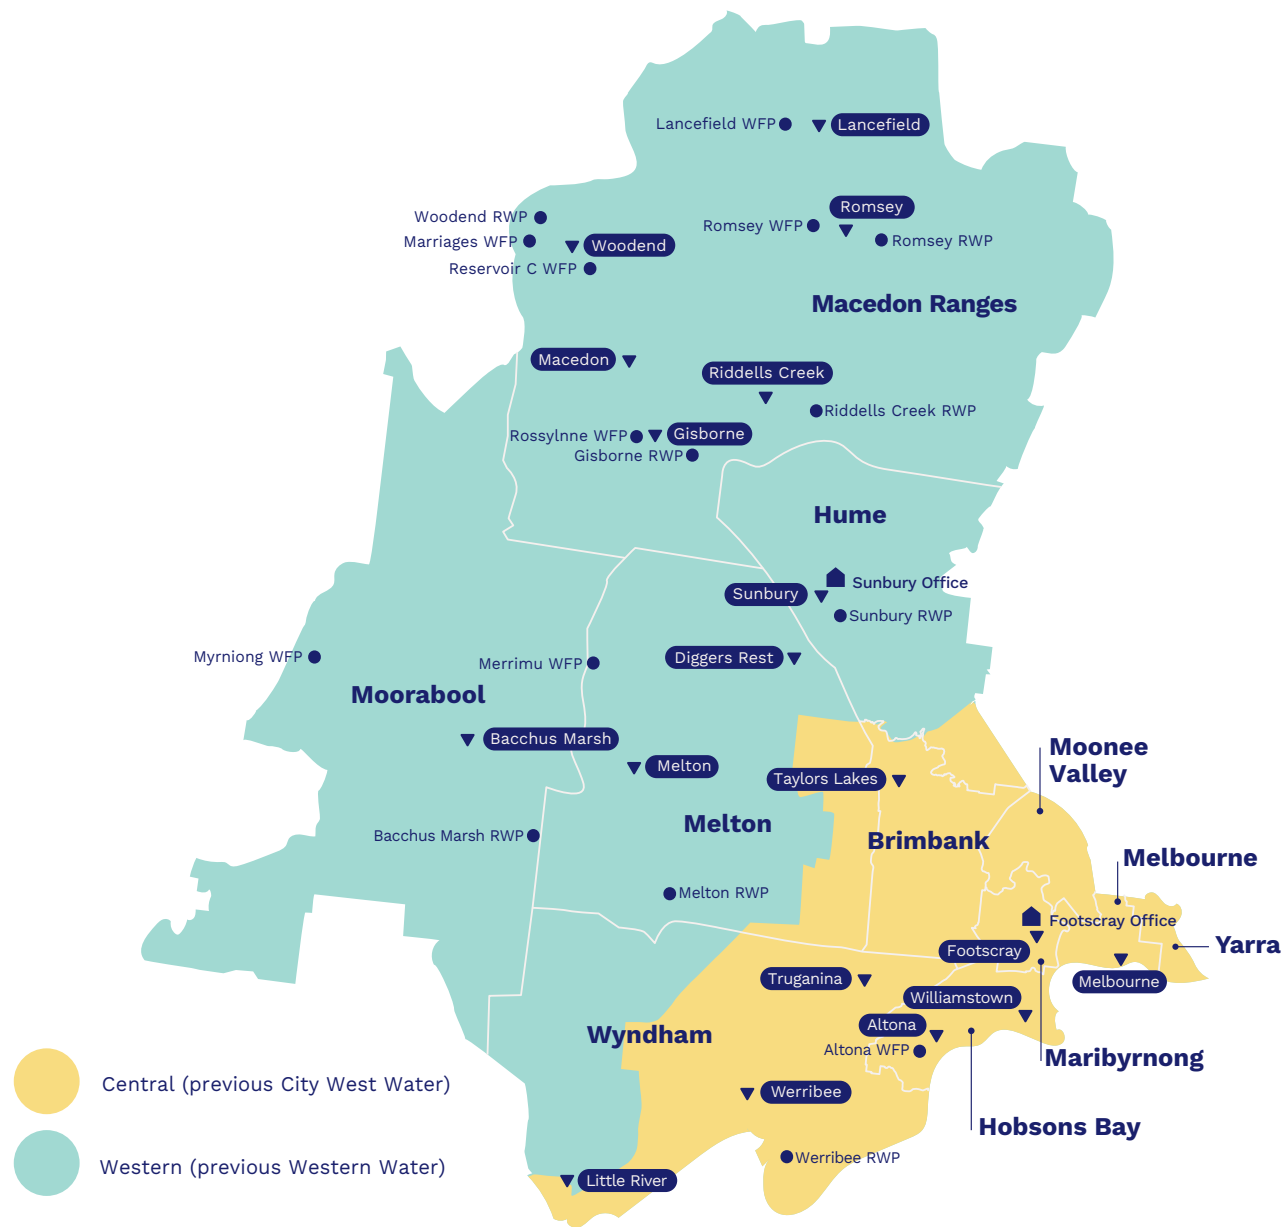 Lancefield WFP
Lancefield
Romsey
Woodend RWP
Romsey WFP
Marriages WFP
Romsey RWP
Woodend
Reservoir C WFP
Macedon Ranges
Macedon
Riddells Creek
Riddells Creek RWP
Rossylnne WFP
Gisborne
Gisborne RWP
Hume
Sunbury Office
Sunbury
Sunbury RWP
Myrniong WFP
Merrimu WFP
Diggers Rest
Moorabool
Bacchus Marsh
Moonee
Valley
Melton
Taylors Lakes
Melton
Bacchus Marsh RWP
Brimbank
Melbourne
Melton RWP
Footscray Office
Yarra
Footscray
Truganina
Melbourne
Williamstown
Altona
Wyndham
Altona WFP
Maribyrnong
Central (previous City West Water)
Werribee
Hobsons Bay
Werribee RWP
Western (previous Western Water)
Little River